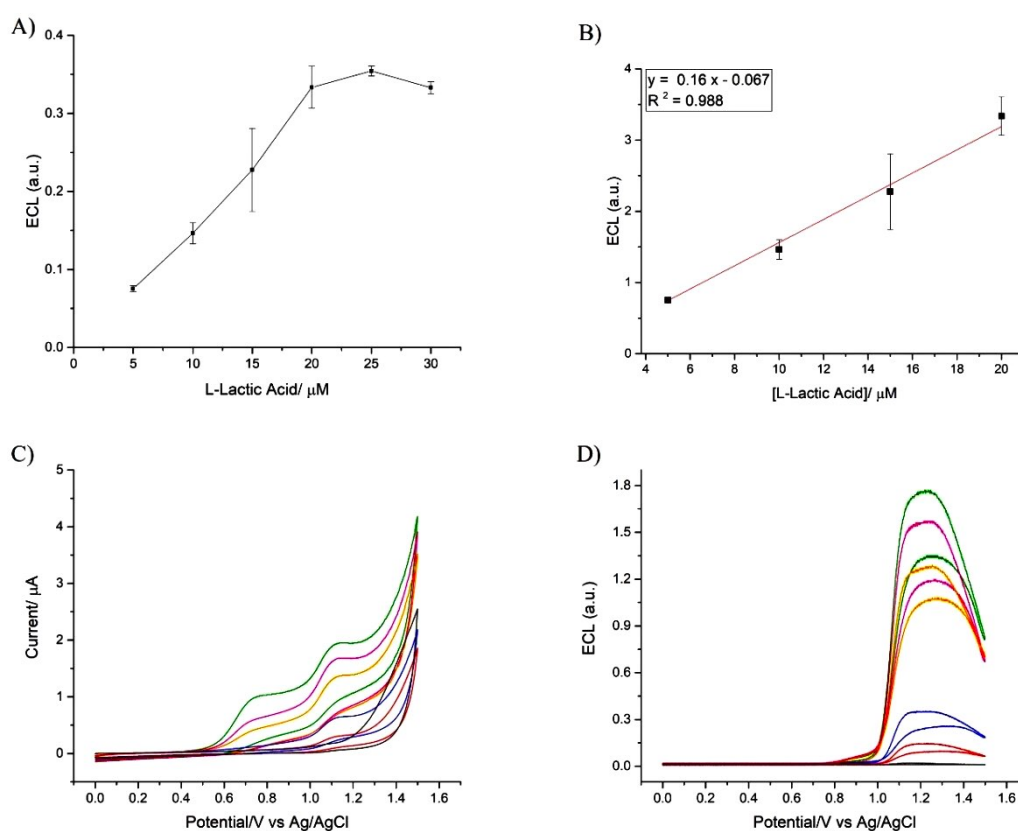 A)
0.4
0.3
0.2
0.1
0.0
ECL (a.u.)
0 5 10 15 20 25 30
L-Lactic Acid/ μM
B)
y = 0.16 x - 0.067
R 2 = 0.988
4
3
2
1
0
ECL (a.u.)
4 6 8 10 12 14 16 18 20
[L-Lactic Acid]/ μM
C)
5
4
3
2
1
0
Current/ μA
0.0 0.2 0.4 0.6 0.8 1.0 1.2 1.4 1.6
Potential/V vs Ag/AgCl
D)
1.8
1.5
1.2
0.9
0.6
0.3
0.0
ECL (a.u.)
0.0 0.2 0.4 0.6 0.8 1.0 1.2 1.4 1.6
Potential/V vs Ag/AgCl